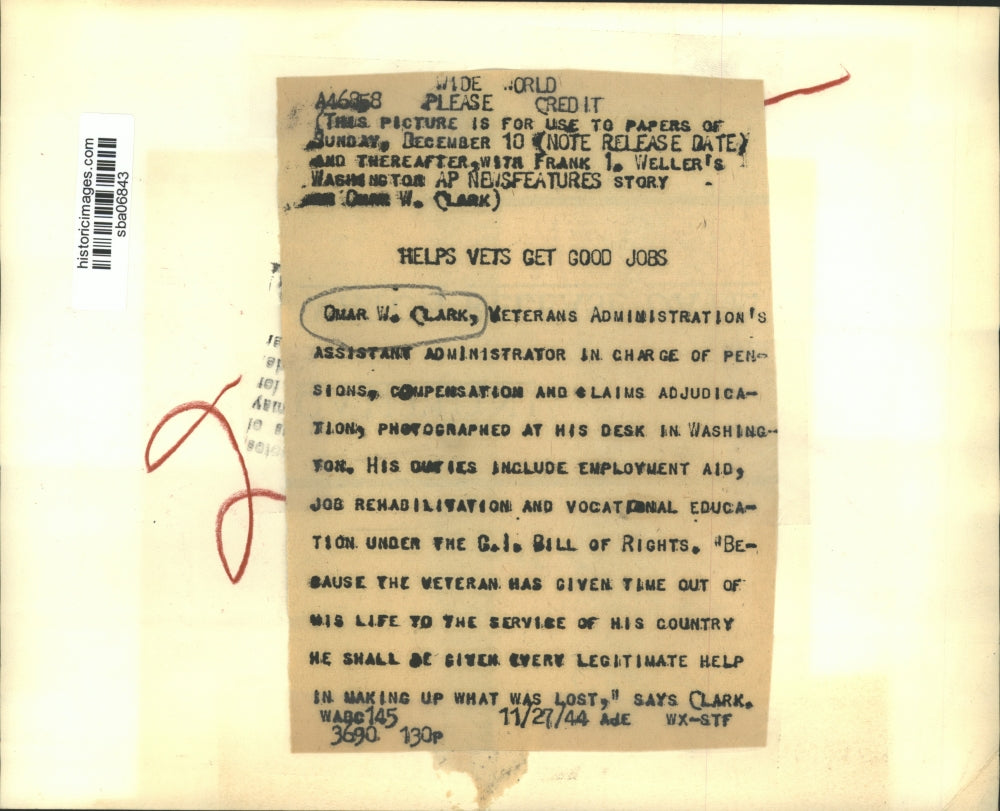 historicimages.com
sba06843
WIDE WORLD
A46858 PLEASE CREDIT
(THIS PICTURE IS FOR USE TO PAPERS OF
SUNDAY, DECEMBER 10 (NOTE RELEASE DATE)
AND THEREAFTER, WITH FRANK I. WELLER'S
WASHINGTON AP NEWSFEATURES STORY
OMAR W. CLARK)
HELPS VETS GET GOOD JOBS
OMAR W. CLARK, VETERANS ADMINISTRATION'S
ASSISTANT ADMINISTRATOR IN CHARGE OF PEN-
SIONS, COMPENSATION AND CLAIMS ADJUDICA-
TION, PHOTOGRAPHED AT HIS DESK IN WASHING-
TON. HIS DUTIES INCLUDE EMPLOYMENT AID,
JOB REHABILITATION AND VOCATIONAL EDUCA-
TION UNDER THE G.I. BILL OF RIGHTS. "BE-
CAUSE THE VETERAN HAS GIVEN TIME OUT OF
HIS LIFE TO THE SERVICE OF HIS COUNTRY
HE SHALL BE GIVEN EVERY LEGITIMATE HELP
IN MAKING UP WHAT WAS LOST," SAYS CLARK.
WABC145 11/27/44 ADE WX-STF
3690 130P